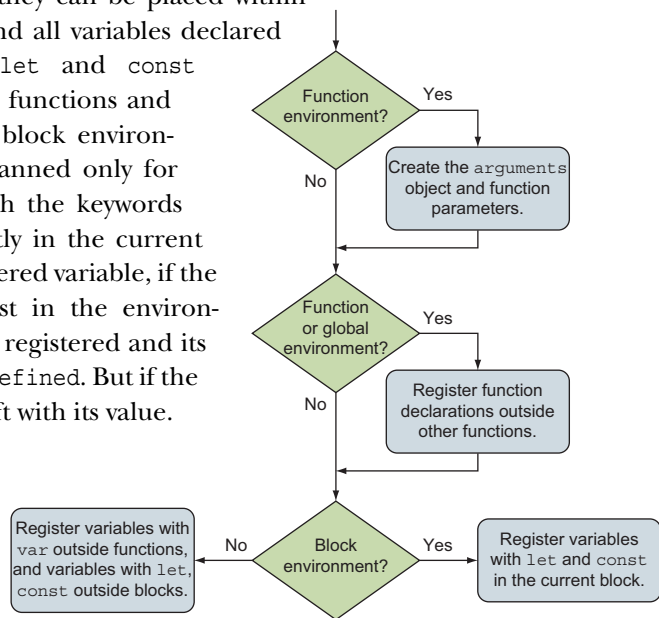 they can be placed within
nd all variables declared
let and const
functions and
block environ-
anned only for
h the keywords
tly in the current
ered variable, if the
st in the environ-
registered and its
efined. But if the
ft with its value.
Function
environment?
Yes
No
Create the arguments
object and function
parameters.
Function
or global
environment?
Yes
No
Register function
declarations outside
other functions.
Block
environment?
No
Yes
Register variables with
var outside functions,
and variables with let,
const outside blocks.
Register variables
with let and const
in the current block.